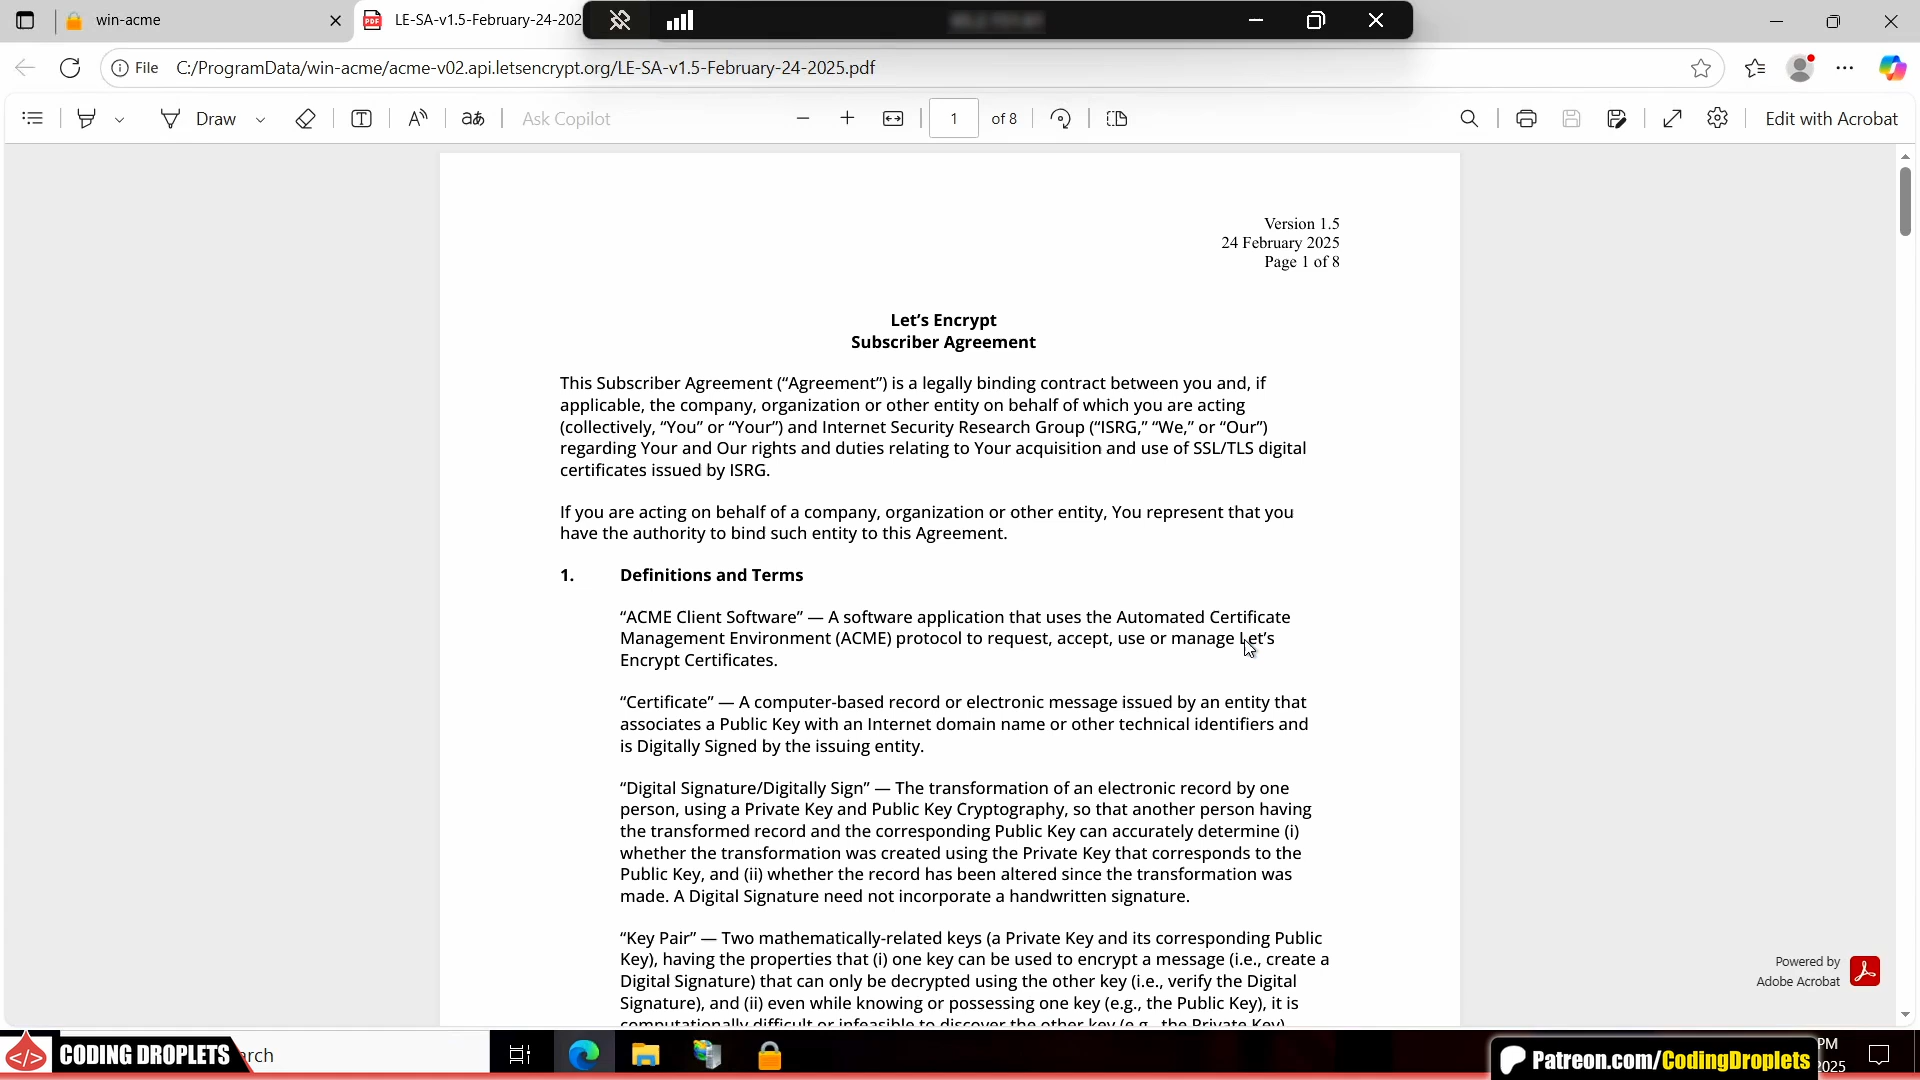 win-acme
LE-SA-v1.5-February-24-202
File C:/ProgramData/win-acme/acme-v02.api.letsencrypt.org/LE-SA-v1.5-February-24-2025.pdf
Draw
Ask Copilot
1 of 8
Edit with Acrobat
Version 1.5
24 February 2025
Page 1 of 8
Let’s Encrypt
Subscriber Agreement
This Subscriber Agreement (“Agreement”) is a legally binding contract between you and, if
applicable, the company, organization or other entity on behalf of which you are acting
(collectively, “You” or “Your”) and Internet Security Research Group (“ISRG,” “We,” or “Our”)
regarding Your and Our rights and duties relating to Your acquisition and use of SSL/TLS digital
certificates issued by ISRG.
If you are acting on behalf of a company, organization or other entity, You represent that you
have the authority to bind such entity to this Agreement.
1. Definitions and Terms
“ACME Client Software” — A software application that uses the Automated Certificate
Management Environment (ACME) protocol to request, accept, use or manage Let’s
Encrypt Certificates.
“Certificate” — A computer-based record or electronic message issued by an entity that
associates a Public Key with an Internet domain name or other technical identifiers and
is Digitally Signed by the issuing entity.
“Digital Signature/Digitally Sign” — The transformation of an electronic record by one
person, using a Private Key and Public Key Cryptography, so that another person having
the transformed record and the corresponding Public Key can accurately determine (i)
whether the transformation was created using the Private Key that corresponds to the
Public Key, and (ii) whether the record has been altered since the transformation was
made. A Digital Signature need not incorporate a handwritten signature.
“Key Pair” — Two mathematically-related keys (a Private Key and its corresponding Public
Key), having the properties that (i) one key can be used to encrypt a message (i.e., create a
Digital Signature) that can only be decrypted using the other key (i.e., verify the Digital
Signature), and (ii) even while knowing or possessing one key (e.g., the Public Key), it is
computationally difficult or infeasible to discover the other key (e.g., the Private Key)
Powered by
Adobe Acrobat
CODING DROPLETS
arch
Patreon.com/CodingDroplets
PM
2025